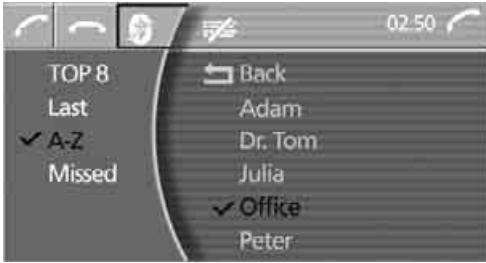 02:50
TOP 8
Last
A-Z
Missed
Back
Adam
Dr. Tom
Julia
Office
Peter